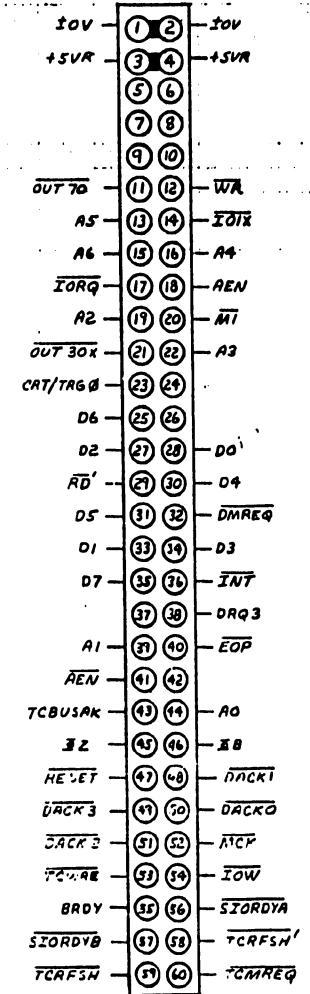 ±0V 1 2 ±0V
+5VR 3 4 +5VR
5 6
7 8
9 10
OUT 70 11 12 WR
A5 13 14 IO1X
A6 15 16 A4
IORQ 17 18 AEN
A2 19 20 M1
OUT 30X 21 22 A3
CRT/TRG0 23 24
D6 25 26
D2 27 28 D0'
RD' 29 30 D4
D5 31 32 DMREQ
D1 33 34 D3
D7 35 36 INT
37 38 DRQ3
A1 39 40 EOP
AEN 41 42
TCBUSAK 43 44 A0
45 46
RESET 47 48 DACK1
DACK3 49 50 DACK0
DACK2 51 52
53 54 IOW
BRDY 55 56 SIORDYA
SIORDYB 57 58 TCRFSH'
TCRFSH 59 60 TCMREQ